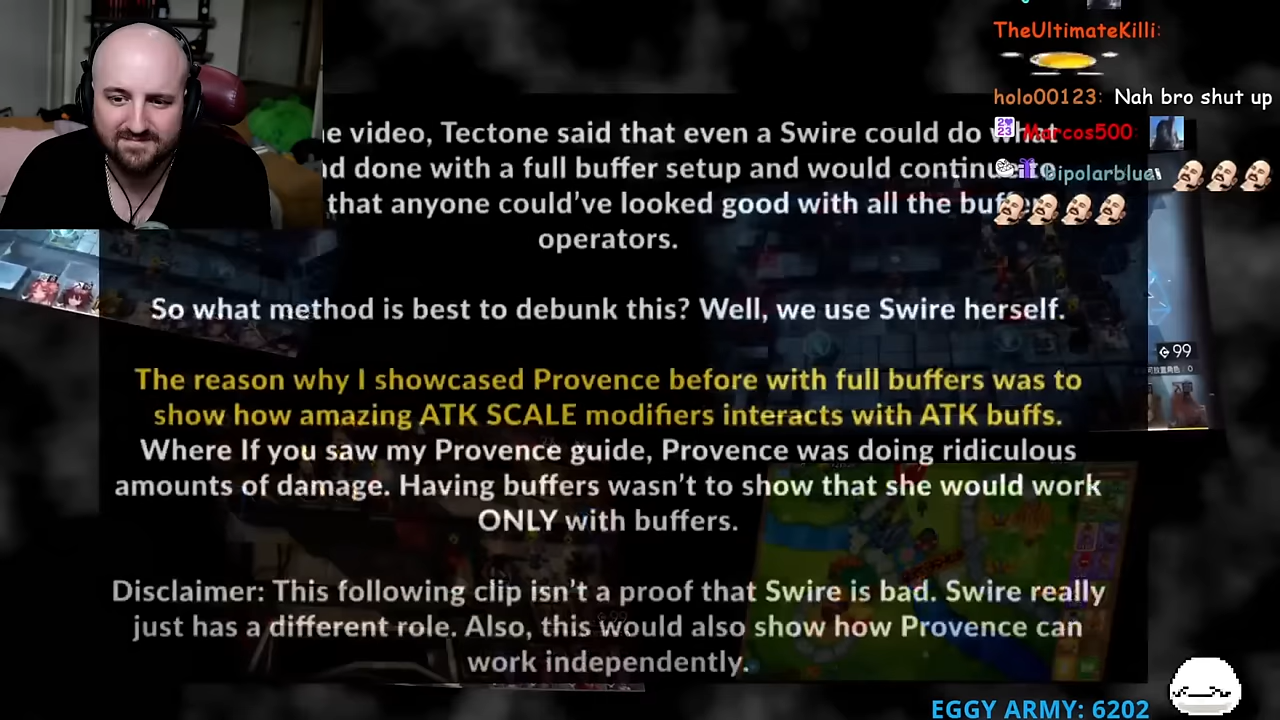 TheUltimateKilli:
holo00123: Nah bro shut up
Marcos500:
bipolarblue
e video, Tectone said that even a Swire could do what
d done with a full buffer setup and would continue to
that anyone could've looked good with all the buffer
operators.
So what method is best to debunk this? Well, we use Swire herself.
The reason why I showcased Provence before with full buffers was to
show how amazing ATK SCALE modifiers interacts with ATK buffs.
Where If you saw my Provence guide, Provence was doing ridiculous
amounts of damage. Having buffers wasn't to show that she would work
ONLY with buffers.
99
Disclaimer: This following clip isn't a proof that Swire is bad. Swire really
just has a different role. Also, this would also show how Provence can
work independently.
EGGY ARMY: 6202